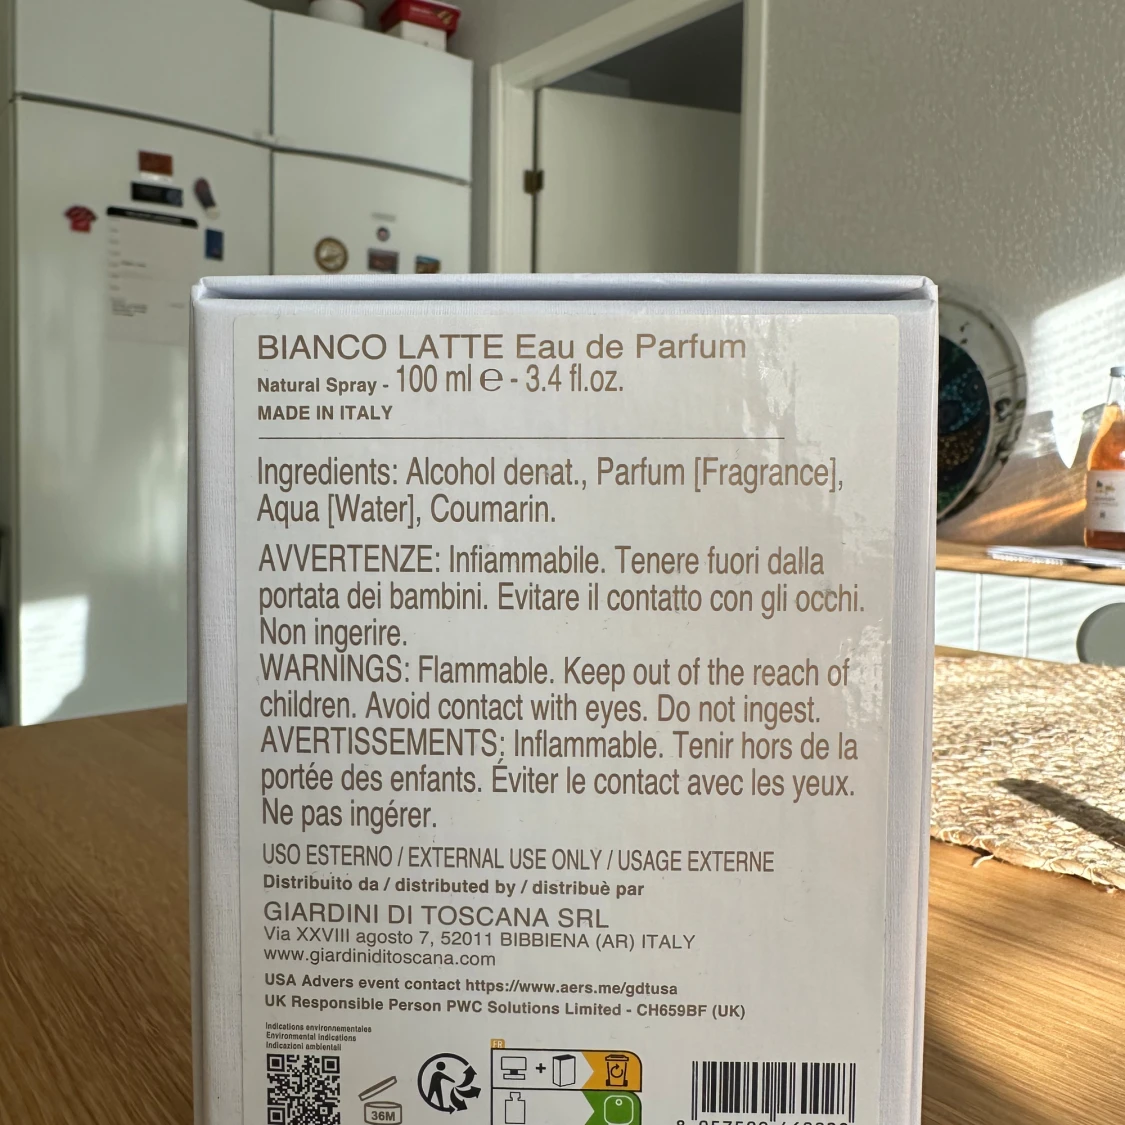 BIANCO LATTE Eau de Parfum
Natural Spray - 100 ml ℮ - 3.4 fl.oz.
MADE IN ITALY
Ingredients: Alcohol denat., Parfum [Fragrance],
Aqua [Water], Coumarin.
AVVERTENZE: Infiammabile. Tenere fuori dalla
portata dei bambini. Evitare il contatto con gli occhi.
Non ingerire.
WARNINGS: Flammable. Keep out of the reach of
children. Avoid contact with eyes. Do not ingest.
AVERTISSEMENTS: Inflammable. Tenir hors de la
portée des enfants. Éviter le contact avec les yeux.
Ne pas ingérer.
USO ESTERNO / EXTERNAL USE ONLY / USAGE EXTERNE
Distribuito da / distributed by / distribuè par
GIARDINI DI TOSCANA SRL
Via XXVIII agosto 7, 52011 BIBBIENA (AR) ITALY
www.giardiniditoscana.com
USA Advers event contact https://www.aers.me/gdtusa
UK Responsible Person PWC Solutions Limited - CH659BF (UK)
Indications environnementales
Environmental indications
Indicazioni ambientali
FR
+
36M